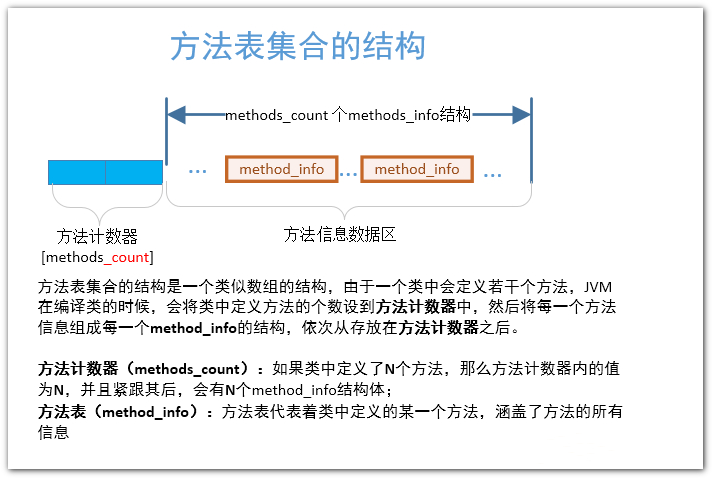 方法表集合的结构
methods_count 个methods_info结构
... method_info ... method_info ...
方法计数器
[methods_count]
方法信息数据区
方法表集合的结构是一个类似数组的结构，由于一个类中会定义若干个方法，JVM
在编译类的时候，会将类中定义方法的个数设到方法计数器中，然后将每一个方法
信息组成每一个method_info的结构，依次从存放在方法计数器之后。
方法计数器（methods_count）：如果类中定义了N个方法，那么方法计数器内的值
为N，并且紧跟其后，会有N个method_info结构体；
方法表（method_info）：方法表代表着类中定义的某一个方法，涵盖了方法的所有
信息